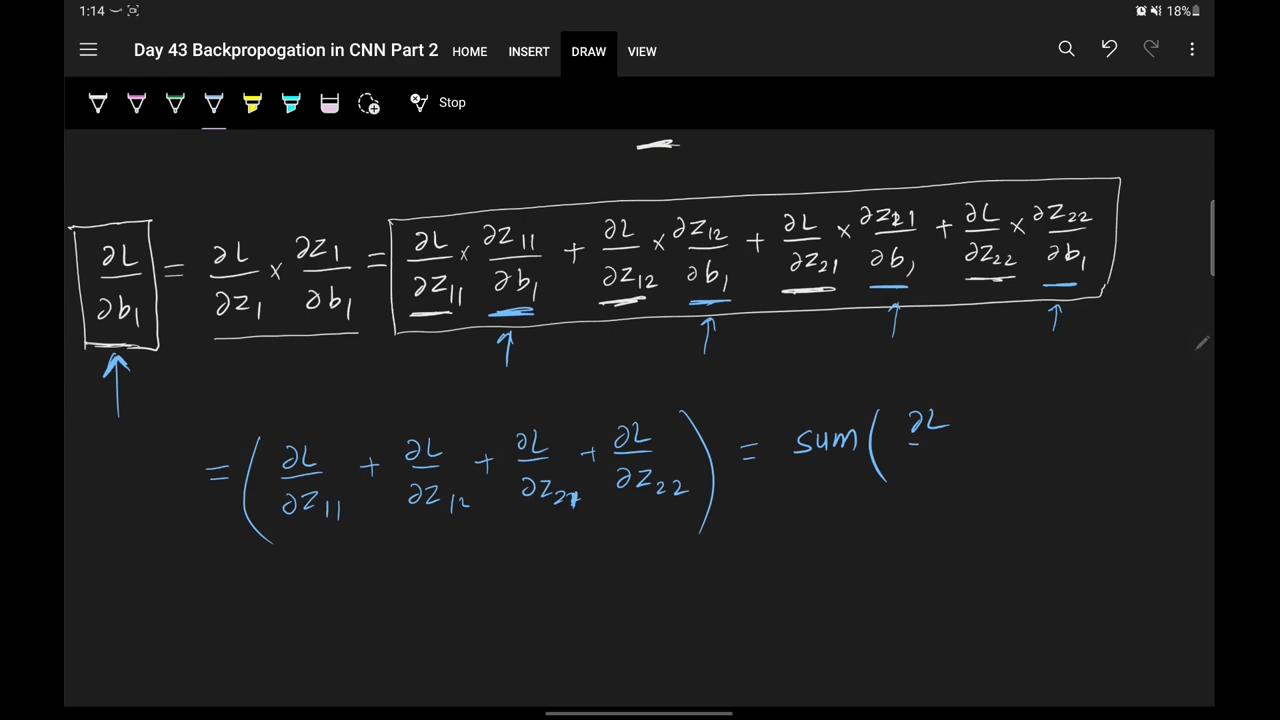 1:14 18%
Day 43 Backpropogation in CNN Part 2 HOME INSERT DRAW VIEW
Stop
∂L/∂b₁ = ∂L/∂Z₁ × ∂Z₁/∂b₁ = ∂L/∂Z₁₁ × ∂Z₁₁/∂b₁ + ∂L/∂Z₁₂ × ∂Z₁₂/∂b₁ + ∂L/∂Z₂₁ × ∂Z₂₁/∂b₁ + ∂L/∂Z₂₂ × ∂Z₂₂/∂b₁
= (∂L/∂Z₁₁ + ∂L/∂Z₁₂ + ∂L/∂Z₂₁ + ∂L/∂Z₂₂) = sum( ∂L